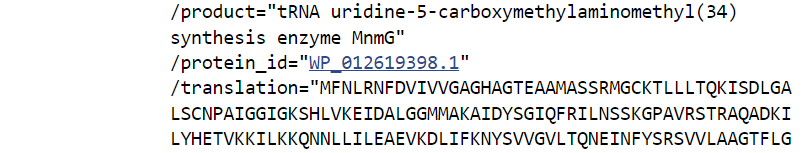 /product="tRNA uridine-5-carboxymethylaminomethyl(34)
synthesis enzyme MnmG"
/protein_id="WP_012619398.1"
/translation="MFNLRNFDVIVVGAGHAGTEAAMASSRMGCKTLLLTQKISDLGA
LSCNPAIGGIGKSHLVKEIDALGGMMAKAIDYSGIQFRILNSSKGPAVRSTRAQADKI
LYHETVKKILKKQNNLLILEAEVKDLIFKNYSVVGVLTQNEINFYSRSVVLAAGTFLG